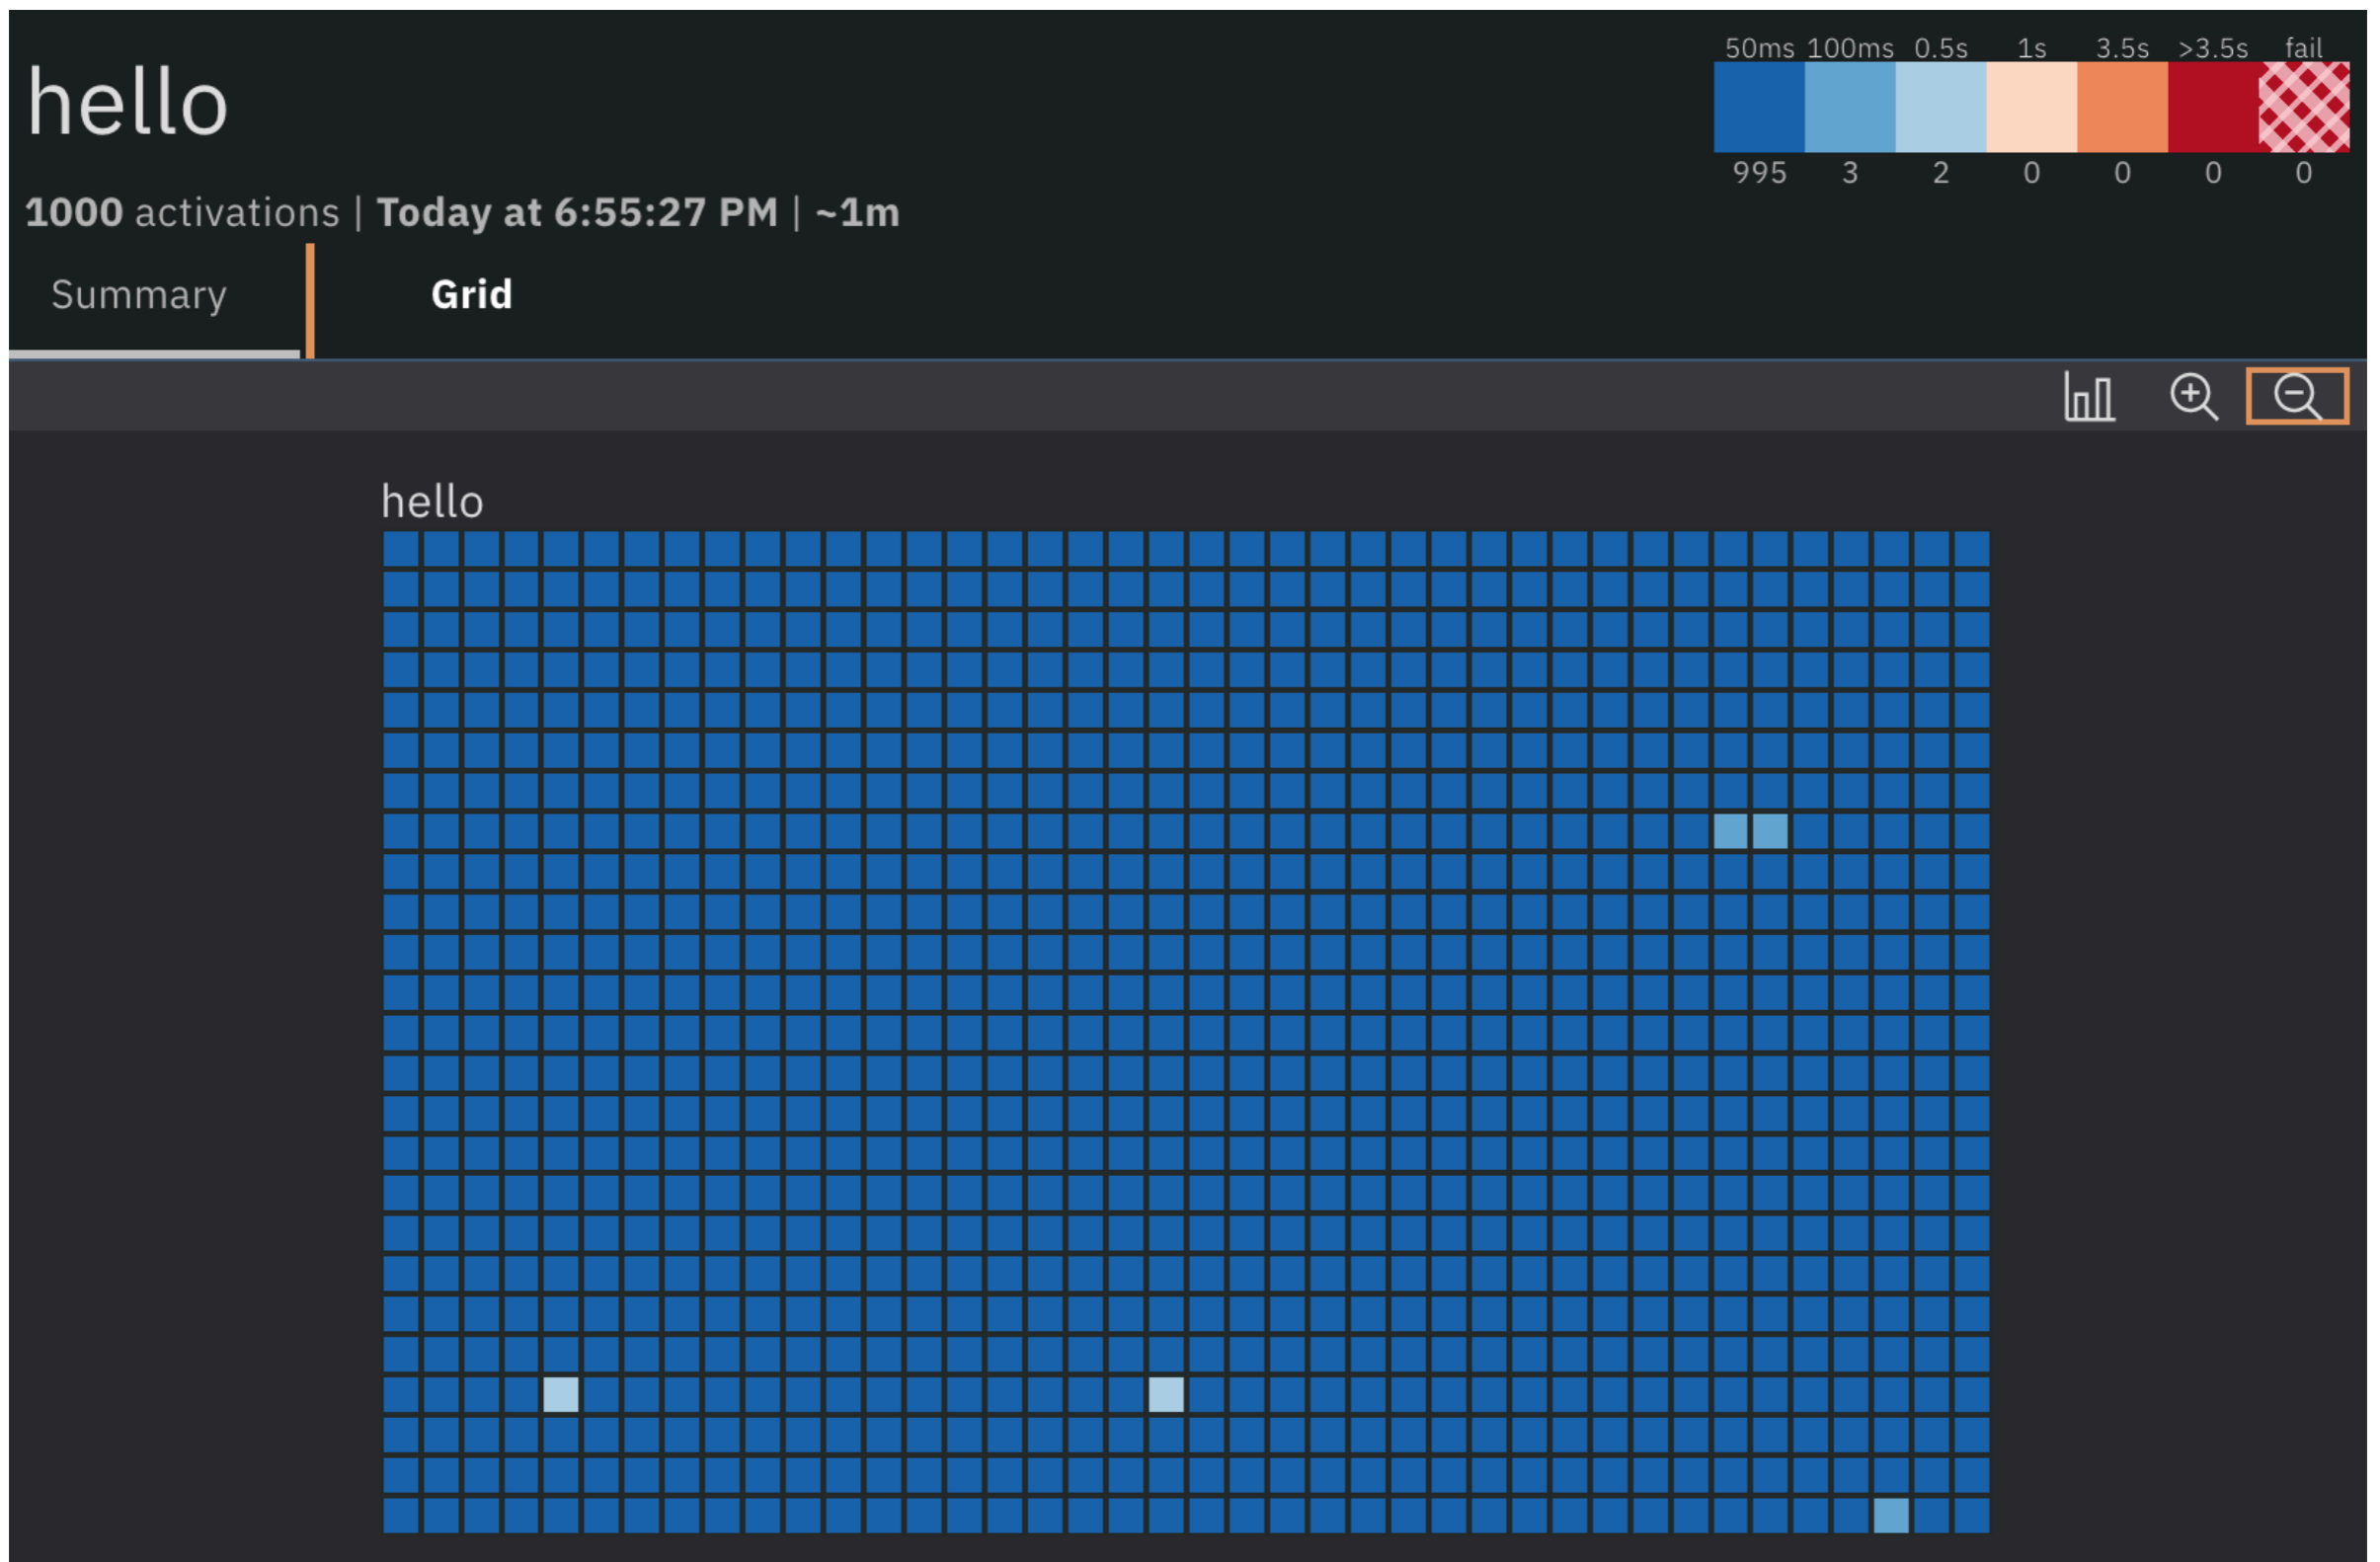 hello
50ms 100ms 0.5s 1s 3.5s >3.5s fail
995 3 2 0 0 0 0
1000 activations | Today at 6:55:27 PM | ~1m
Summary Grid
hello